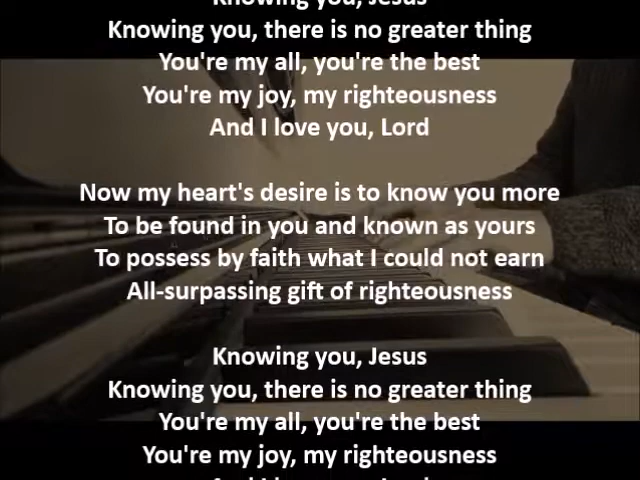 Knowing you, Jesus
Knowing you, there is no greater thing
You're my all, you're the best
You're my joy, my righteousness
And I love you, Lord
Now my heart's desire is to know you more
To be found in you and known as yours
To possess by faith what I could not earn
All-surpassing gift of righteousness
Knowing you, Jesus
Knowing you, there is no greater thing
You're my all, you're the best
You're my joy, my righteousness